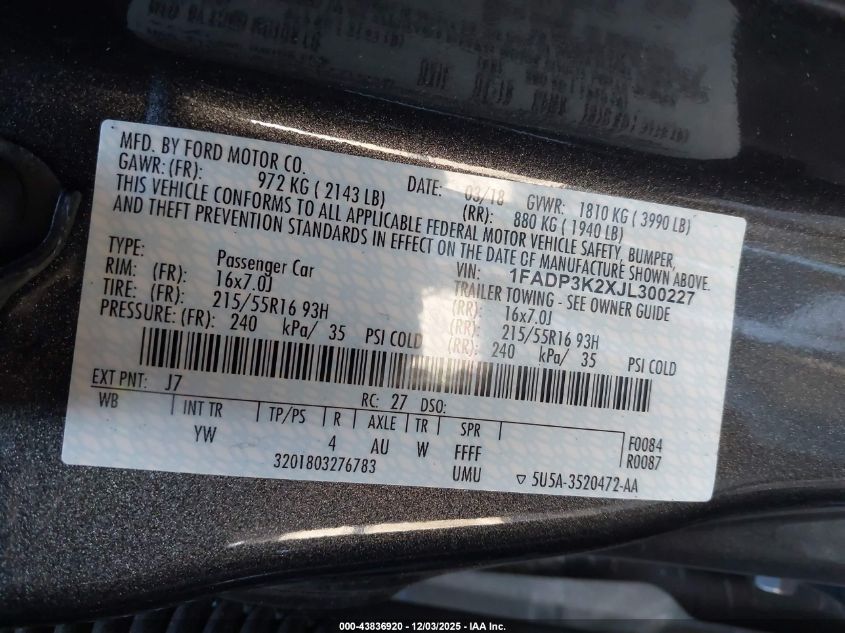 MFD. BY FORD MOTOR CO.
DATE: 03/18 GVWR: 1810 KG ( 3990 LB)
GAWR: (FR): 972 KG ( 2143 LB) (RR): 880 KG ( 1940 LB)
THIS VEHICLE CONFORMS TO ALL APPLICABLE FEDERAL MOTOR VEHICLE SAFETY, BUMPER,
AND THEFT PREVENTION STANDARDS IN EFFECT ON THE DATE OF MANUFACTURE SHOWN ABOVE.
VIN: 1FADP3K2XJL300227
TYPE: Passenger Car TRAILER TOWING - SEE OWNER GUIDE
RIM: (FR): 16x7.0J (RR): 16x7.0J
TIRE: (FR): 215/55R16 93H (RR): 215/55R16 93H
PRESSURE: (FR): 240 kPa/ 35 PSI COLD (RR): 240 kPa/ 35 PSI COLD
EXT PNT: J7 RC: 27 DSO:
WB INT TR TP/PS R AXLE TR SPR F0084
YW 4 AU W FFFF R0087
3201803276783 UMU ▽ 5U5A-3520472-AA
000-43836920 - 12/03/2025 - IAA Inc.